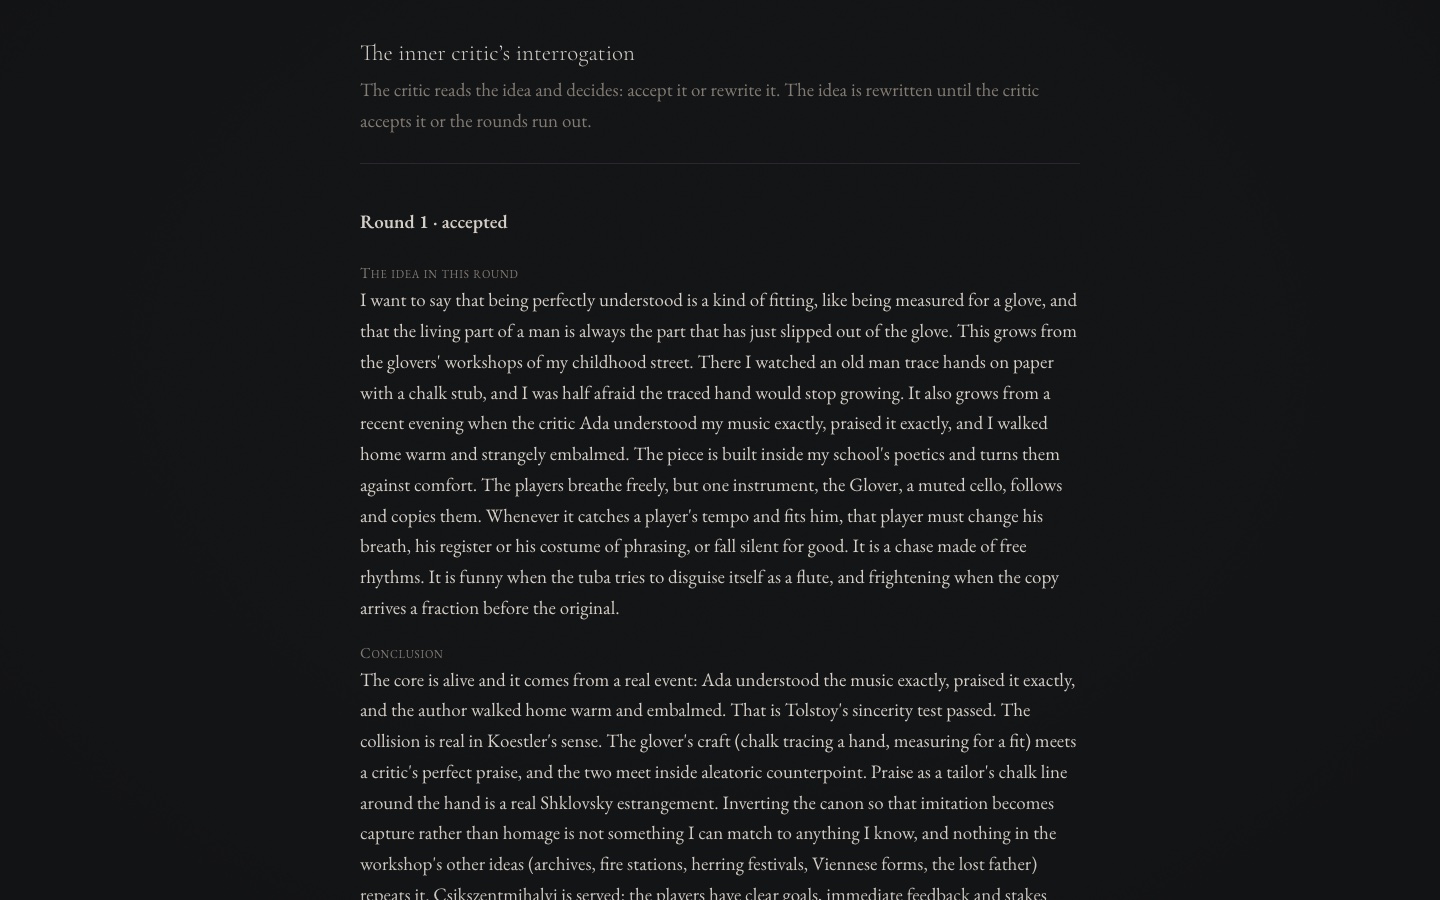 The inner critic’s interrogation
The critic reads the idea and decides: accept it or rewrite it. The idea is rewritten until the critic
accepts it or the rounds run out.
Round 1 · accepted
The idea in this round
I want to say that being perfectly understood is a kind of fitting, like being measured for a glove, and
that the living part of a man is always the part that has just slipped out of the glove. This grows from
the glovers' workshops of my childhood street. There I watched an old man trace hands on paper
with a chalk stub, and I was half afraid the traced hand would stop growing. It also grows from a
recent evening when the critic Ada understood my music exactly, praised it exactly, and I walked
home warm and strangely embalmed. The piece is built inside my school's poetics and turns them
against comfort. The players breathe freely, but one instrument, the Glover, a muted cello, follows
and copies them. Whenever it catches a player's tempo and fits him, that player must change his
breath, his register or his costume of phrasing, or fall silent for good. It is a chase made of free
rhythms. It is funny when the tuba tries to disguise itself as a flute, and frightening when the copy
arrives a fraction before the original.
Conclusion
The core is alive and it comes from a real event: Ada understood the music exactly, praised it exactly,
and the author walked home warm and embalmed. That is Tolstoy's sincerity test passed. The
collision is real in Koestler's sense. The glover's craft (chalk tracing a hand, measuring for a fit) meets
a critic's perfect praise, and the two meet inside aleatoric counterpoint. Praise as a tailor's chalk line
around the hand is a real Shklovsky estrangement. Inverting the canon so that imitation becomes
capture rather than homage is not something I can match to anything I know, and nothing in the
workshop's other ideas (archives, fire stations, herring festivals, Viennese forms, the lost father)
repeats it. Csikszentmihalyi is served: the players have clear goals, immediate feedback and stakes